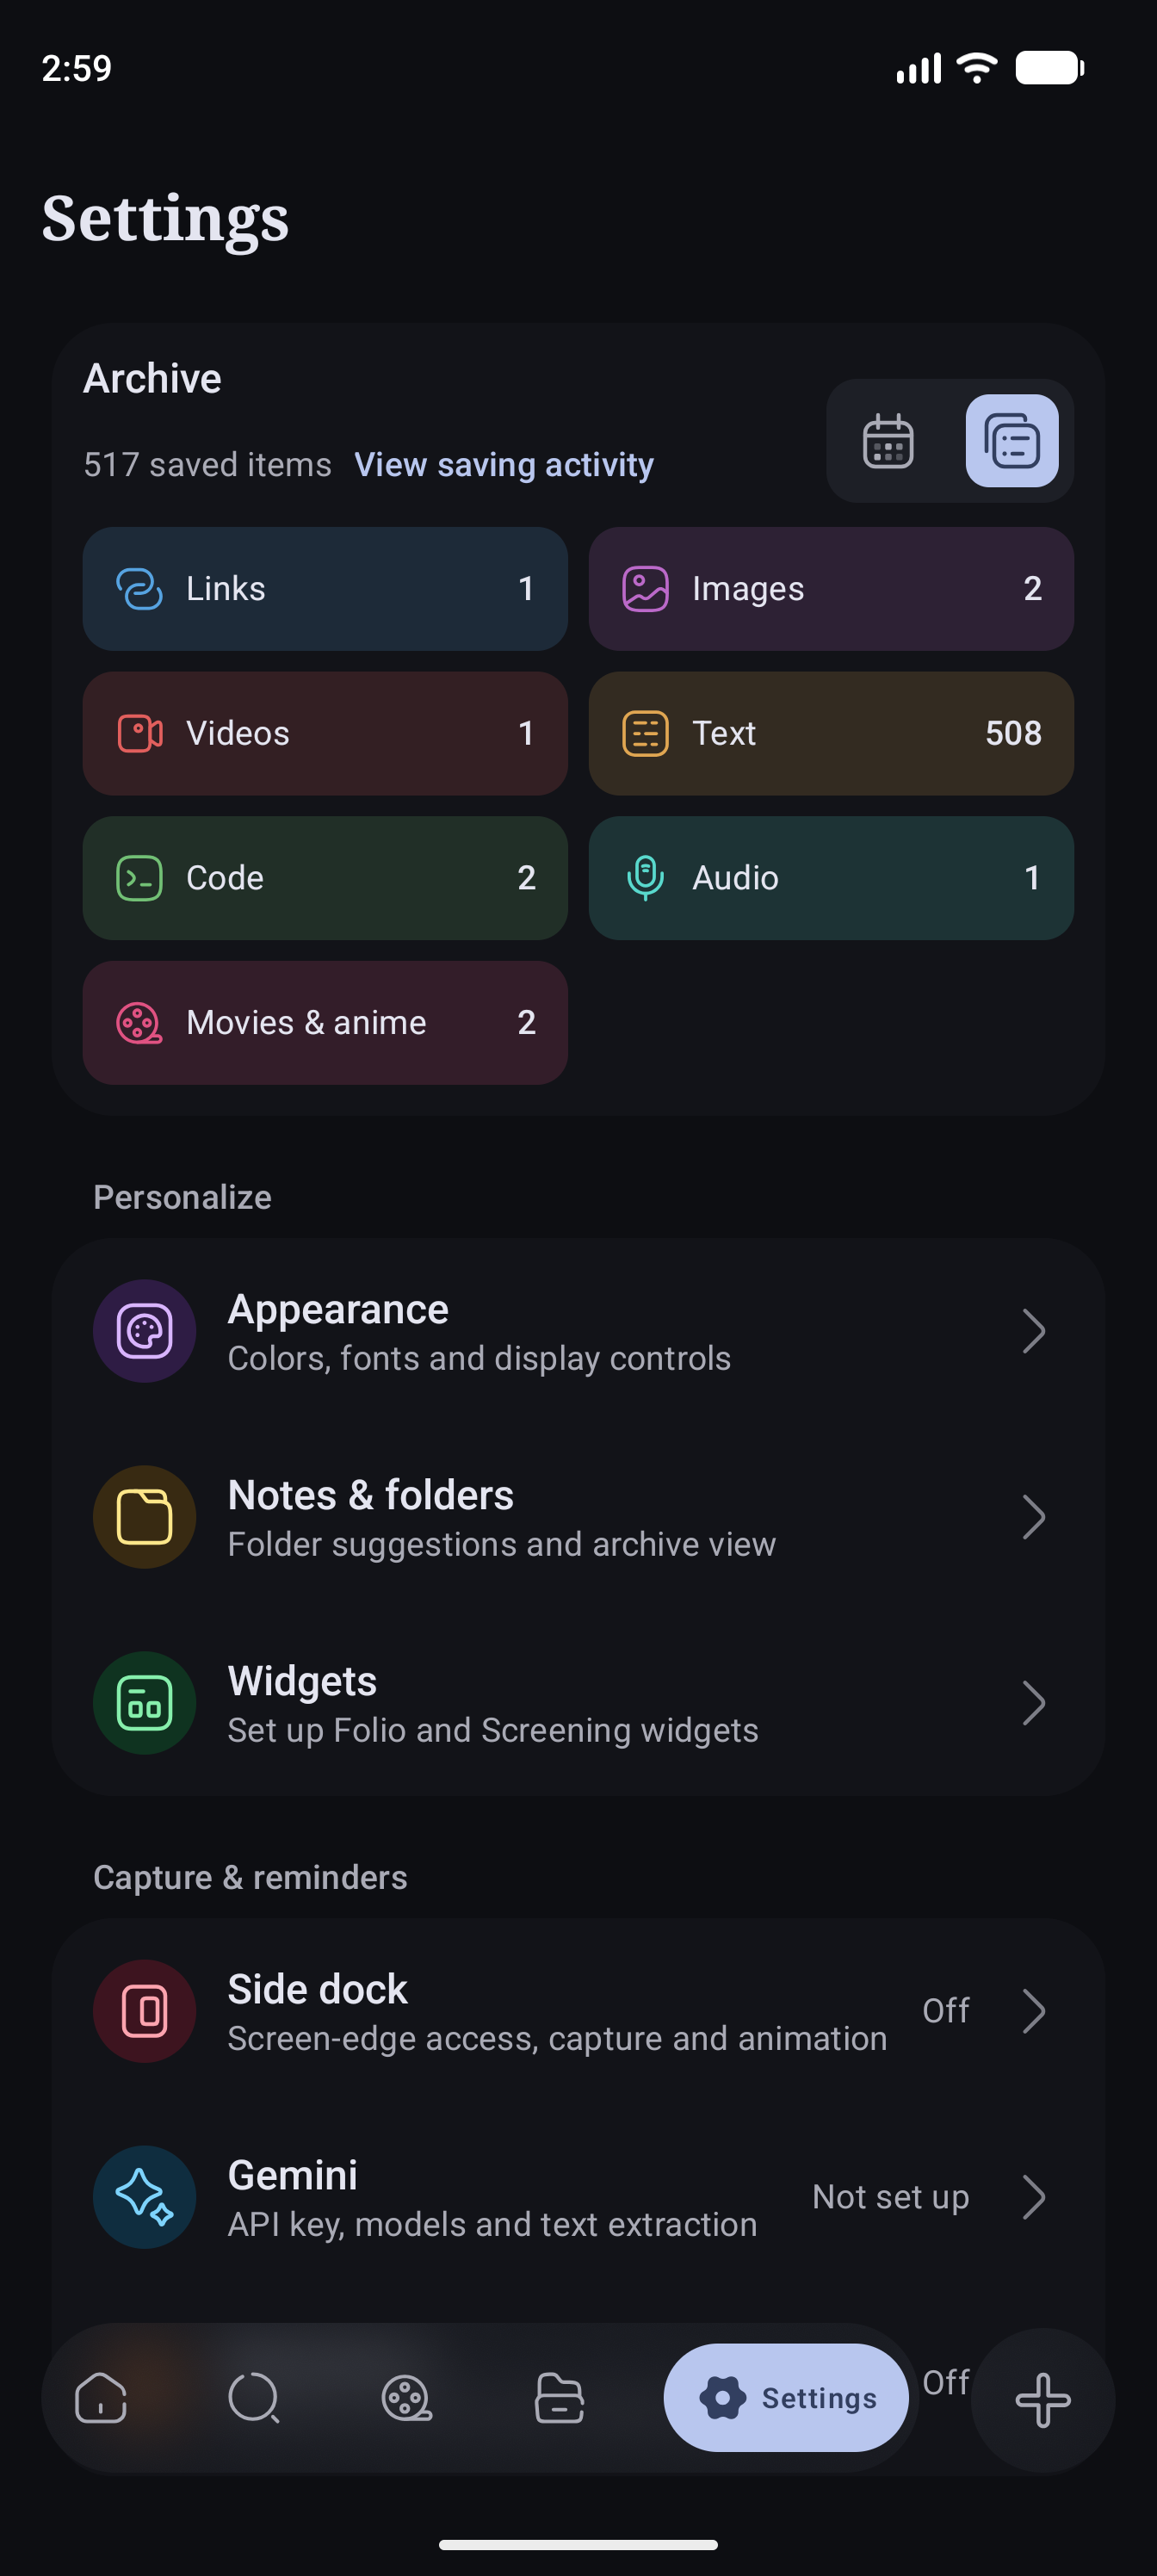 2:59
Settings
Archive
517 saved items View saving activity
Links 1
Images 2
Videos 1
Text 508
Code 2
Audio 1
Movies & anime 2
Personalize
Appearance
Colors, fonts and display controls
Notes & folders
Folder suggestions and archive view
Widgets
Set up Folio and Screening widgets
Capture & reminders
Side dock
Screen-edge access, capture and animation
Off
Gemini
API key, models and text extraction
Not set up
Off
Settings